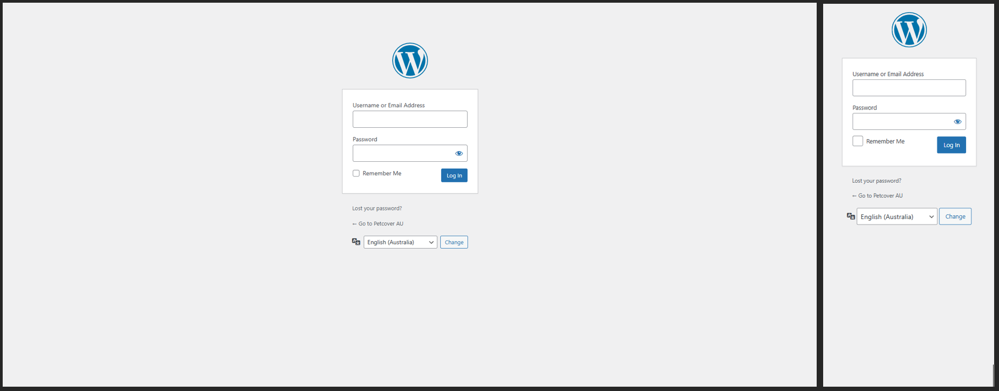 Username or Email Address
Password
Remember Me
Log In
Lost your password?
← Go to Petcover AU
English (Australia)
Change
Username or Email Address
Password
Remember Me
Log In
Lost your password?
← Go to Petcover AU
English (Australia)
Change